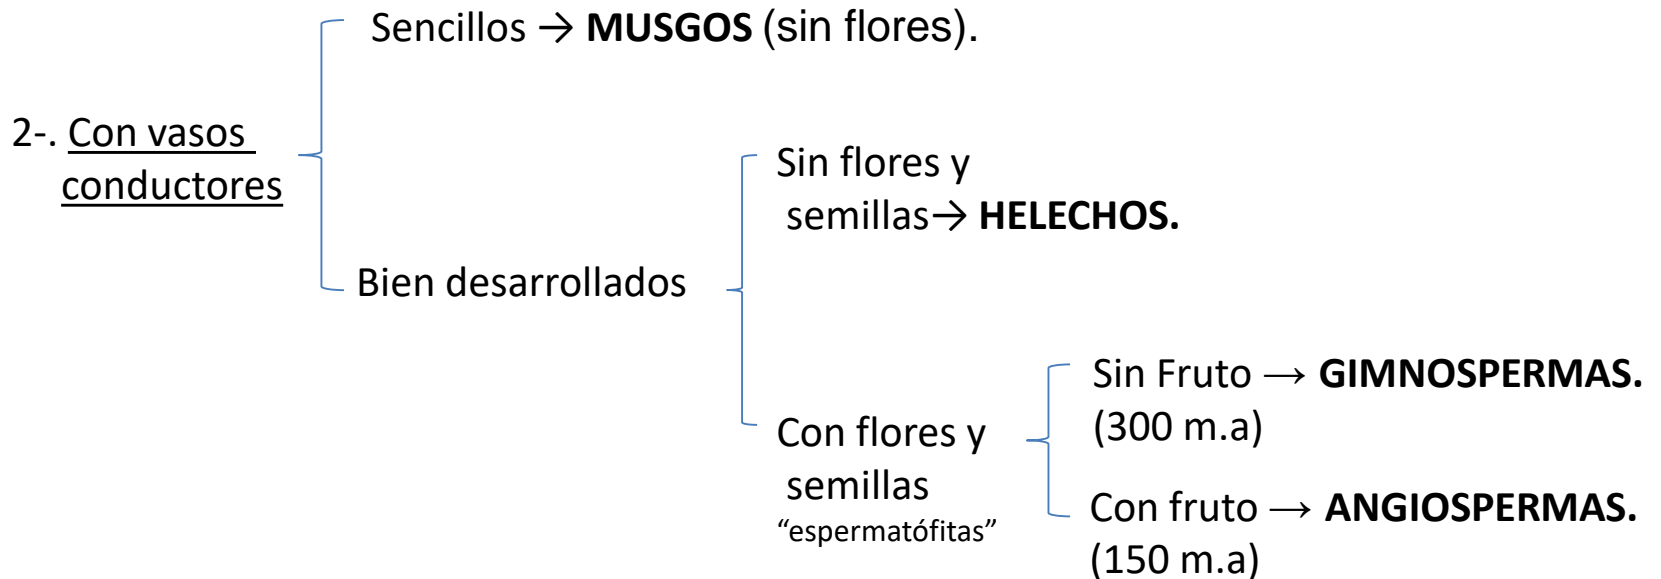 Sencillos → MUSGOS (sin flores).
2-. Con vasos
conductores
Sin flores y
semillas→ HELECHOS.
Bien desarrollados
Sin Fruto → GIMNOSPERMAS.
(300 m.a)
Con flores y
semillas
“espermatófitas”
Con fruto → ANGIOSPERMAS.
(150 m.a)